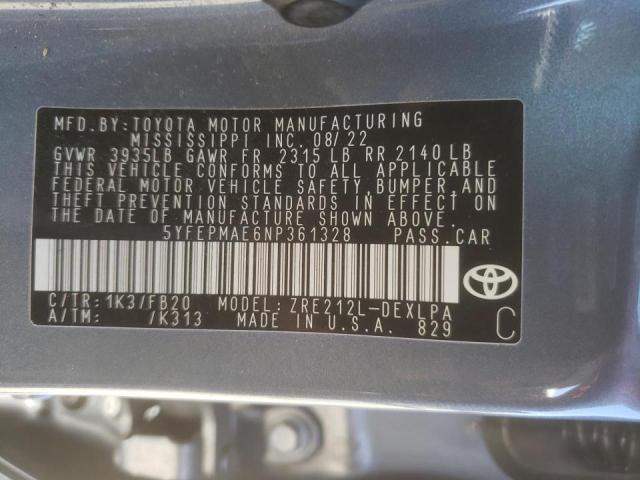 MFD.BY:TOYOTA MOTOR MANUFACTURING
MISSISSIPPI INC. 08/22
GVWR 3935LB GAWR FR 2315 LB RR 2140 LB
THIS VEHICLE CONFORMS TO ALL APPLICABLE
FEDERAL MOTOR VEHICLE SAFETY, BUMPER, AND
THEFT PREVENTION STANDARDS IN EFFECT ON
THE DATE OF MANUFACTURE SHOWN ABOVE.
5YFEPMAE6NP361328 PASS.CAR
C/TR: 1K3/FB20 MODEL: ZRE212L-DEXLPA
A/TM: /K313 MADE IN U.S.A. 829
C